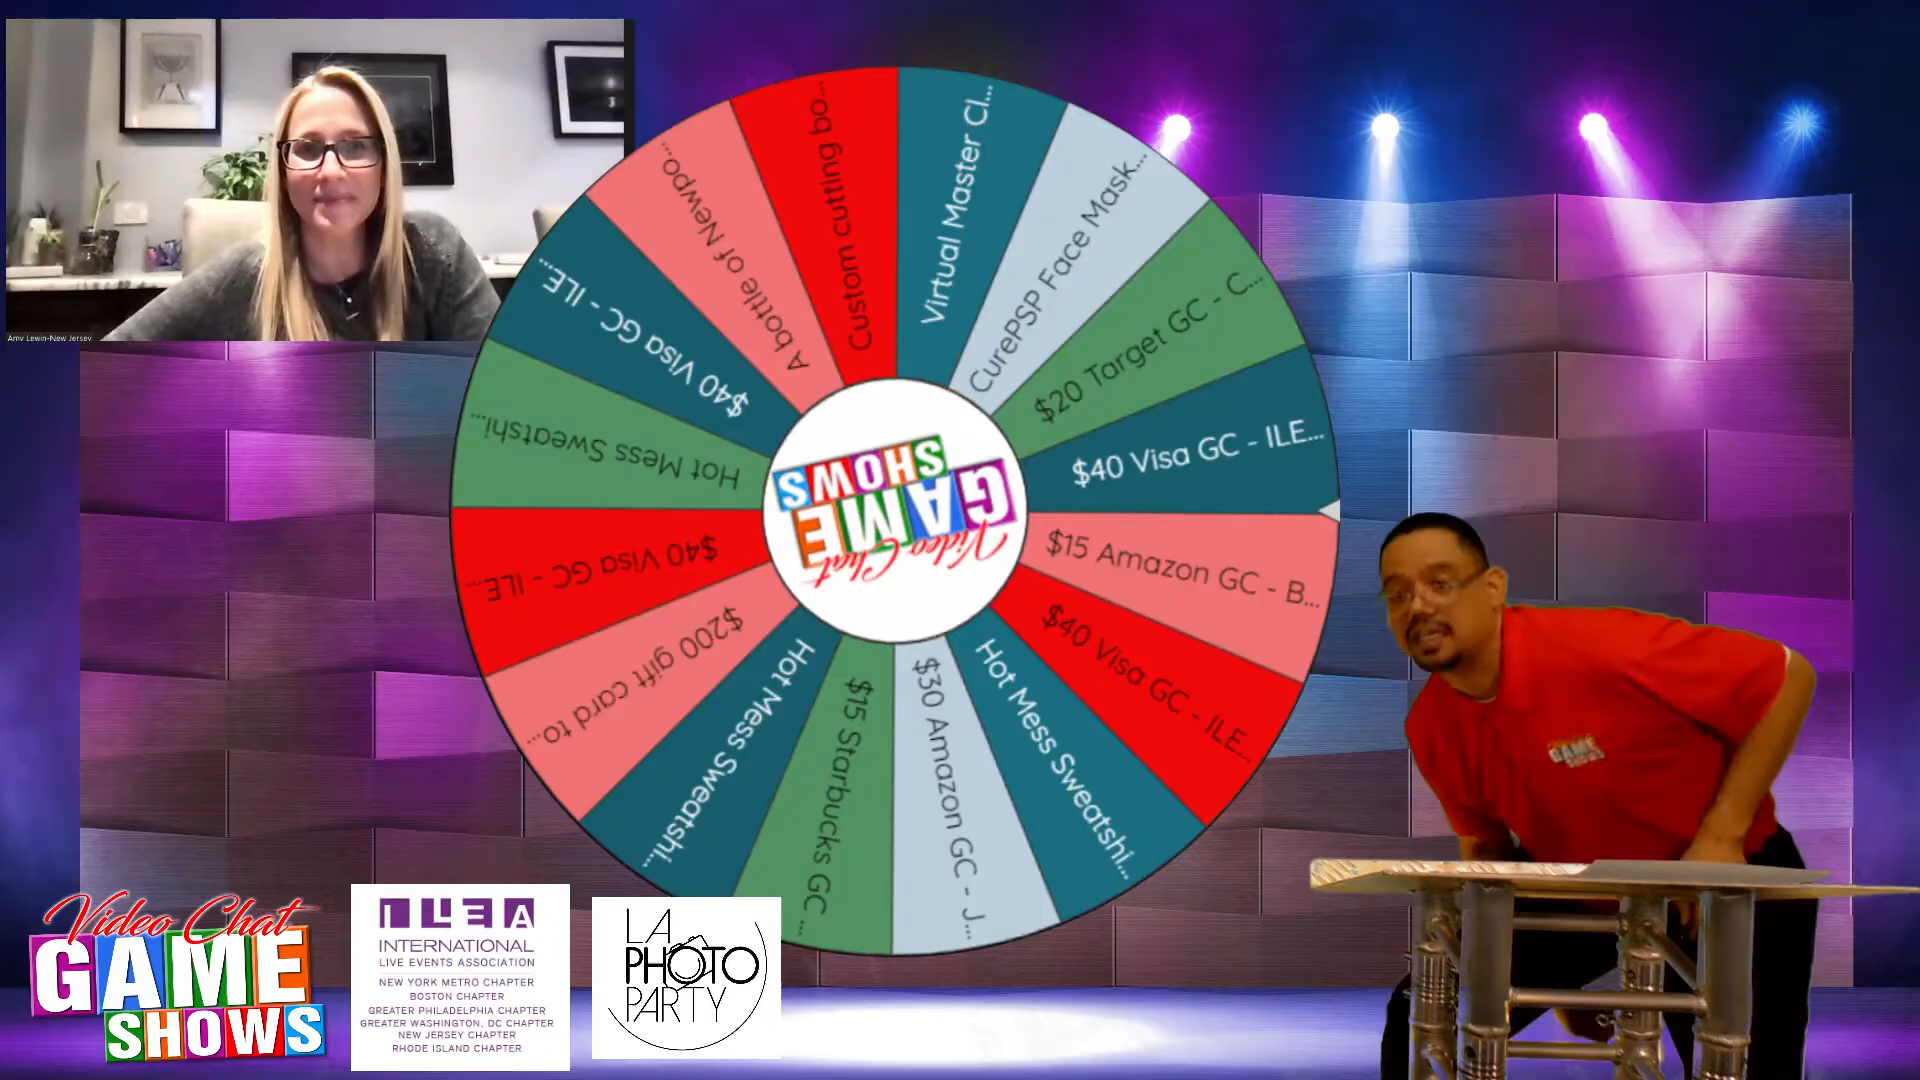 Amy Lewin-New Jersey
Custom cutting bo...
Virtual Master Cl...
CurePSP Face Mask...
$20 Target GC - C...
$40 Visa GC - ILE...
$15 Amazon GC - B...
$40 Visa GC - ILE...
Hot Mess Sweatshi...
$30 Amazon GC - J...
$15 Starbucks GC ...
Hot Mess Sweatshi...
$200 gift card to...
$40 Visa GC - ILE...
Hot Mess Sweatshi...
$40 Visa GC - ILE...
A bottle of Newpo...
Video Chat
GAME
SHOWS
GAME
SHOWS
Video Chat
GAME
SHOWS
ILEA
INTERNATIONAL
LIVE EVENTS ASSOCIATION
NEW YORK METRO CHAPTER
BOSTON CHAPTER
GREATER PHILADELPHIA CHAPTER
GREATER WASHINGTON, DC CHAPTER
NEW JERSEY CHAPTER
RHODE ISLAND CHAPTER
LA
PHOTO
PARTY